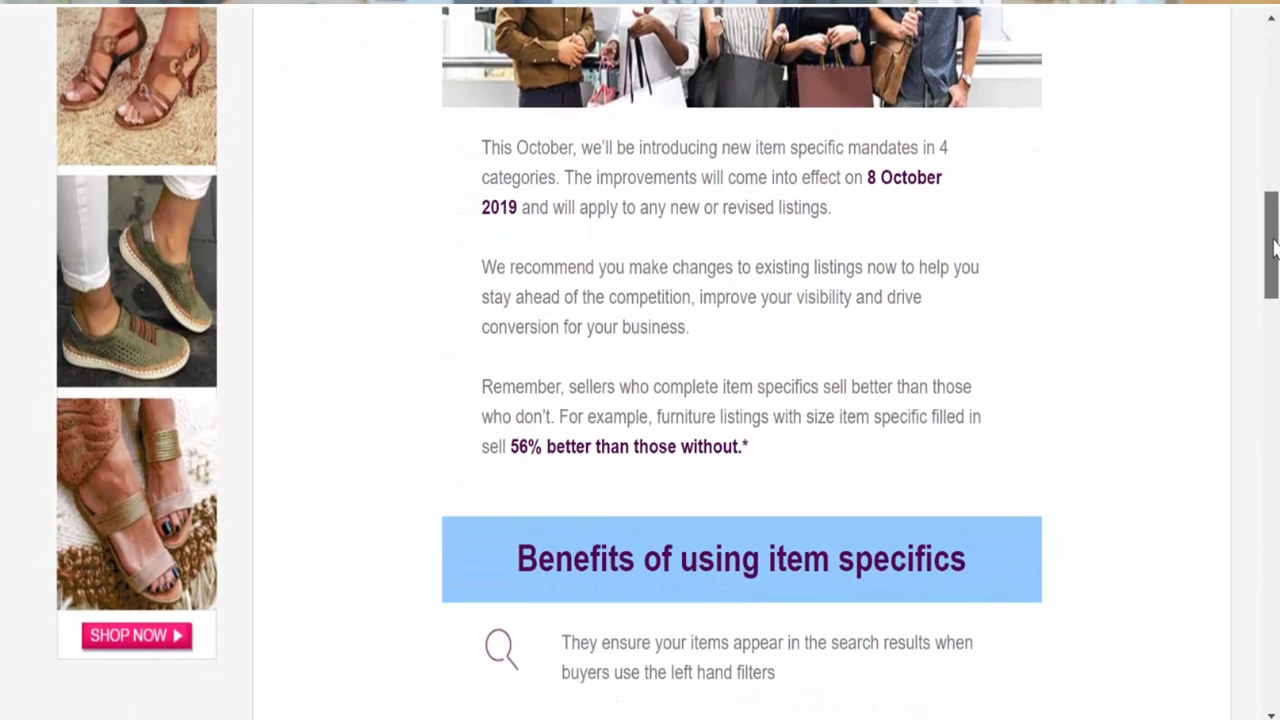 This October, we'll be introducing new item specific mandates in 4
categories. The improvements will come into effect on 8 October
2019 and will apply to any new or revised listings.
We recommend you make changes to existing listings now to help you
stay ahead of the competition, improve your visibility and drive
conversion for your business.
Remember, sellers who complete item specifics sell better than those
who don't. For example, furniture listings with size item specific filled in
sell 56% better than those without.*
Benefits of using item specifics
They ensure your items appear in the search results when
buyers use the left hand filters
SHOP NOW